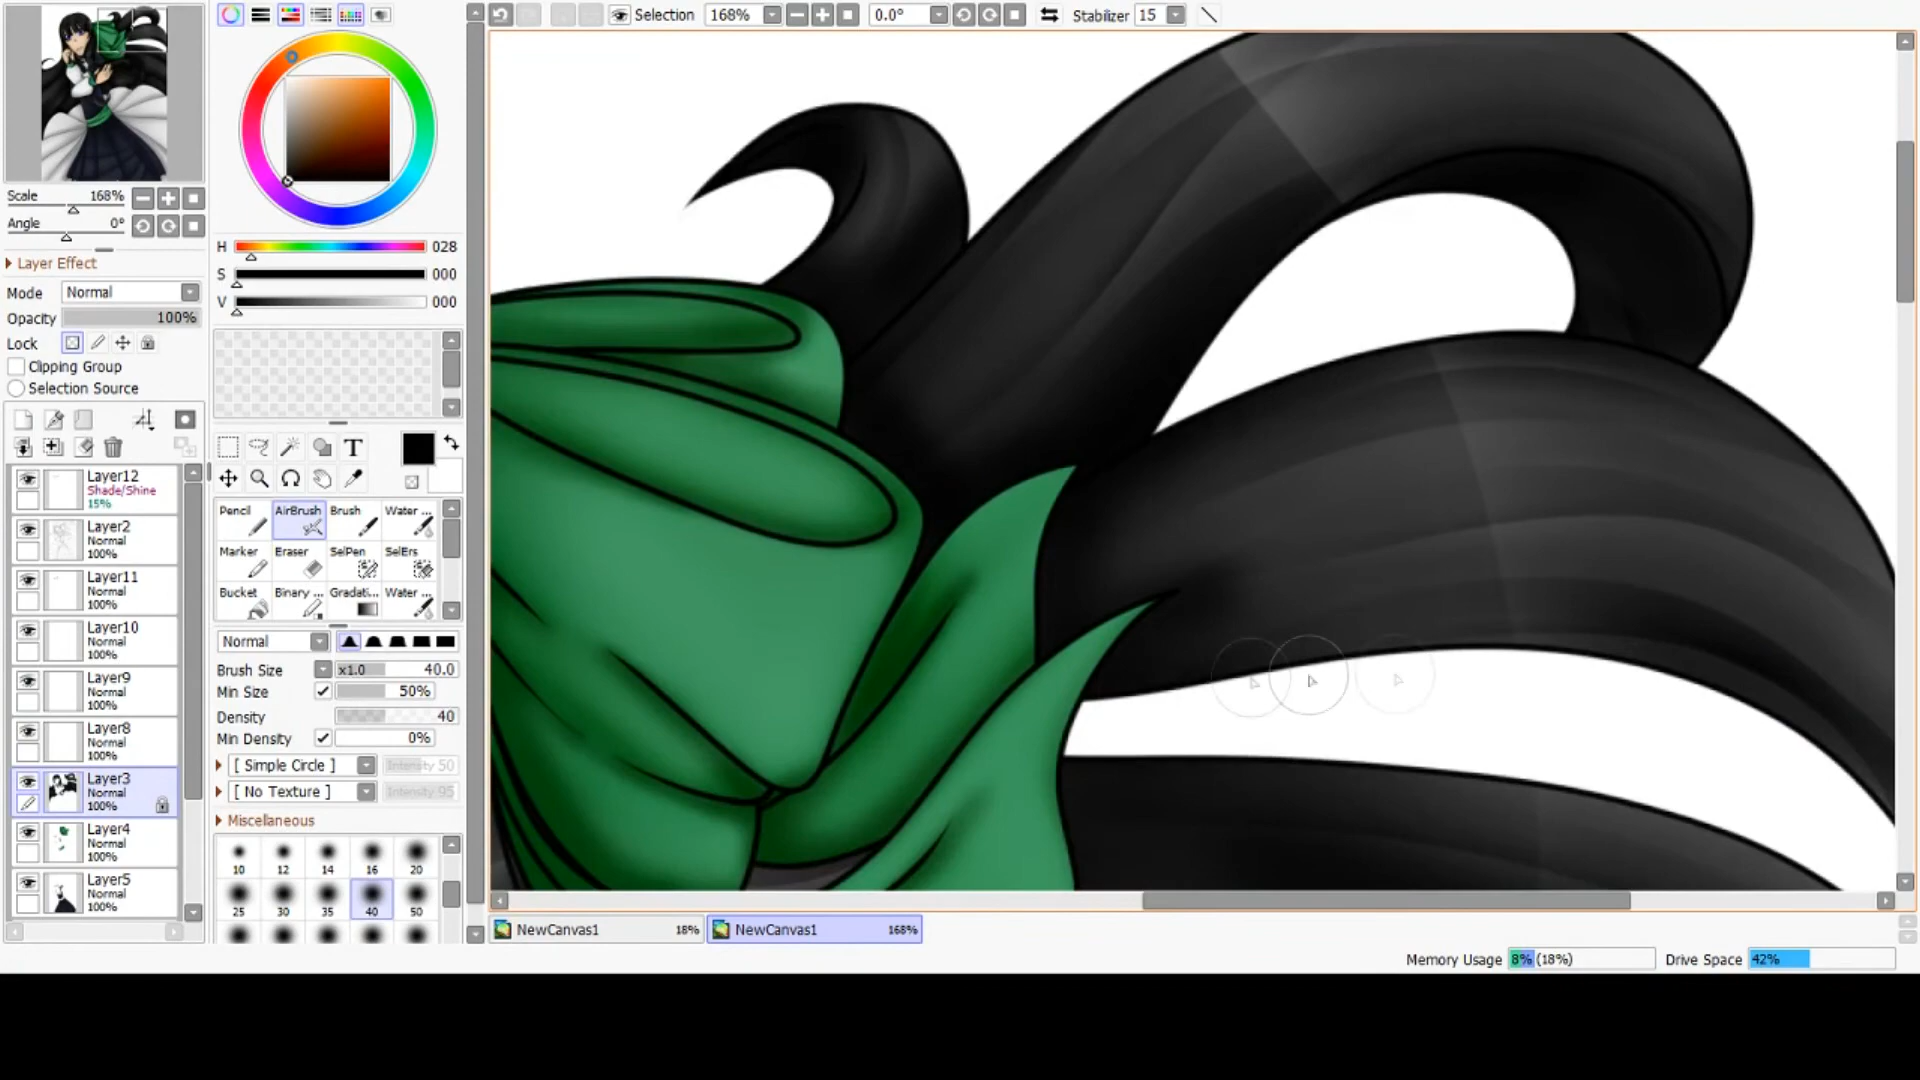 Selection 168% 0.0° Stabilizer 15
Scale 168%
Angle 0°
Layer Effect
Mode Normal
Opacity 100%
Lock
Clipping Group
Selection Source
Layer12
Shade/Shine
15%
Layer2
Normal
100%
Layer11
Normal
100%
Layer10
Normal
100%
Layer9
Normal
100%
Layer8
Normal
100%
Layer3
Normal
100%
Layer4
Normal
100%
Layer5
Normal
100%
H 028
S 000
V 000
T
Pencil AirBrush Brush Water ...
Marker Eraser SelPen SelErs
Bucket Binary ... Gradati... Water ...
Normal
Brush Size x1.0 40.0
Min Size 50%
Density 40
Min Density 0%
[ Simple Circle ] Intensity 50
[ No Texture ] Intensity 95
Miscellaneous
10 12 14 16 20
25 30 35 40 50
NewCanvas1 18% NewCanvas1 168%
Memory Usage 8% (18%) Drive Space 42%